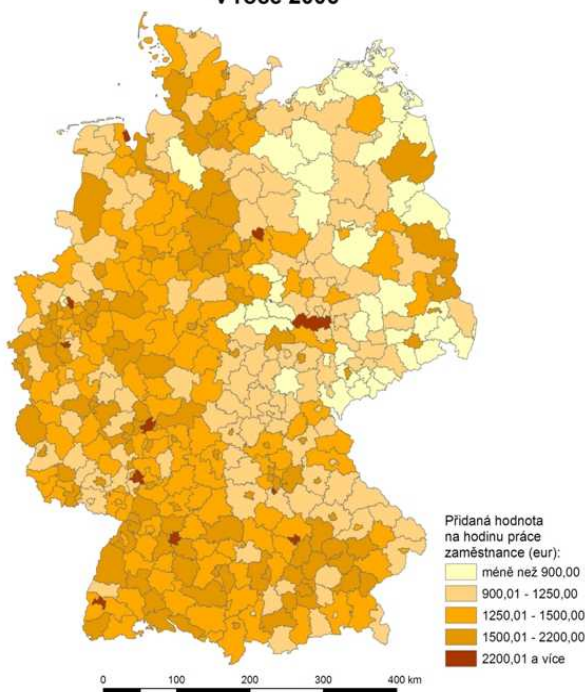 Přidaná hodnota
na hodinu práce
zaměstnance (eur):
méně než 900,00
900,01 - 1250,00
1250,01 - 1500,00
1500,01 - 2200,00
2200,01 a více
0 100 200 400 km